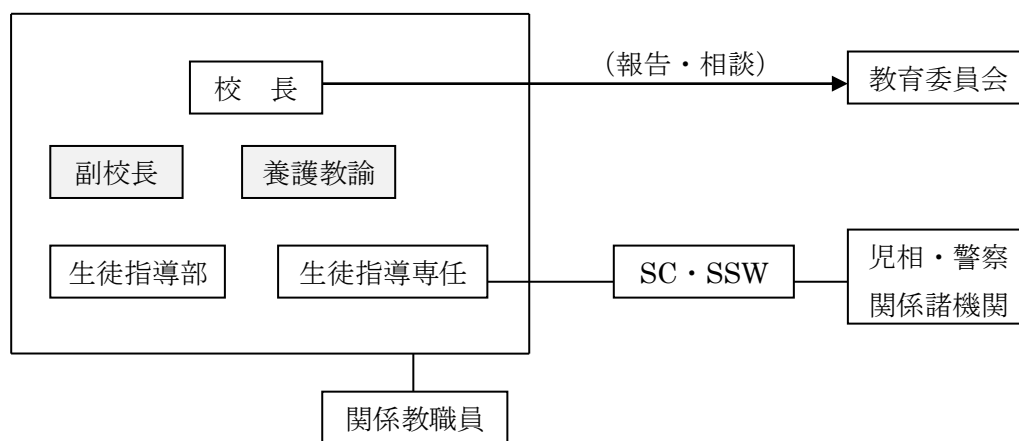 （報告・相談）
校　長
教育委員会
副校長
養護教諭
生徒指導部
生徒指導専任
SC・SSW
児相・警察
関係諸機関
関係教職員